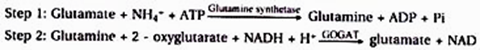 Step 1: Glutamate + NH₄⁺ + ATP Glutamine synthetase Glutamine + ADP + Pi
Step 2: Glutamine + 2 - oxyglutarate + NADH + H⁺ GOGAT glutamate + NAD